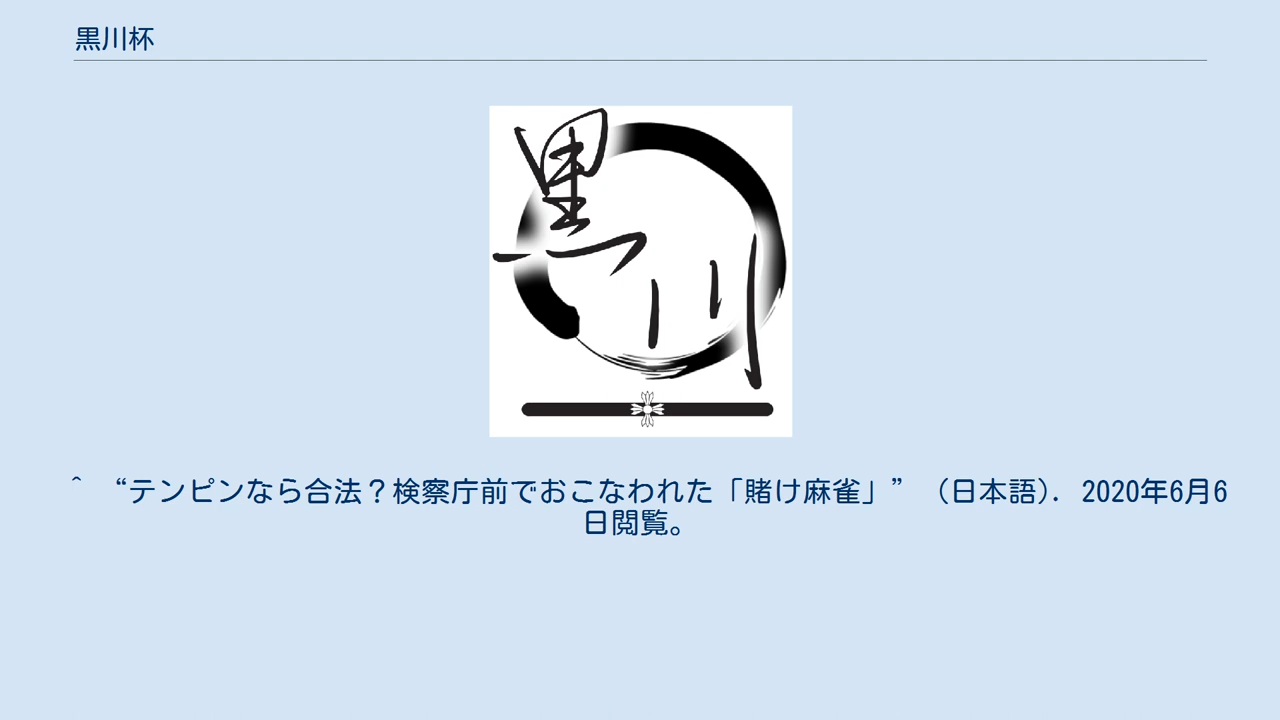 黒川杯
黒
川
^ “テンピンなら合法？検察庁前でおこなわれた「賭け麻雀」” (日本語). 2020年6月6
日閲覧。